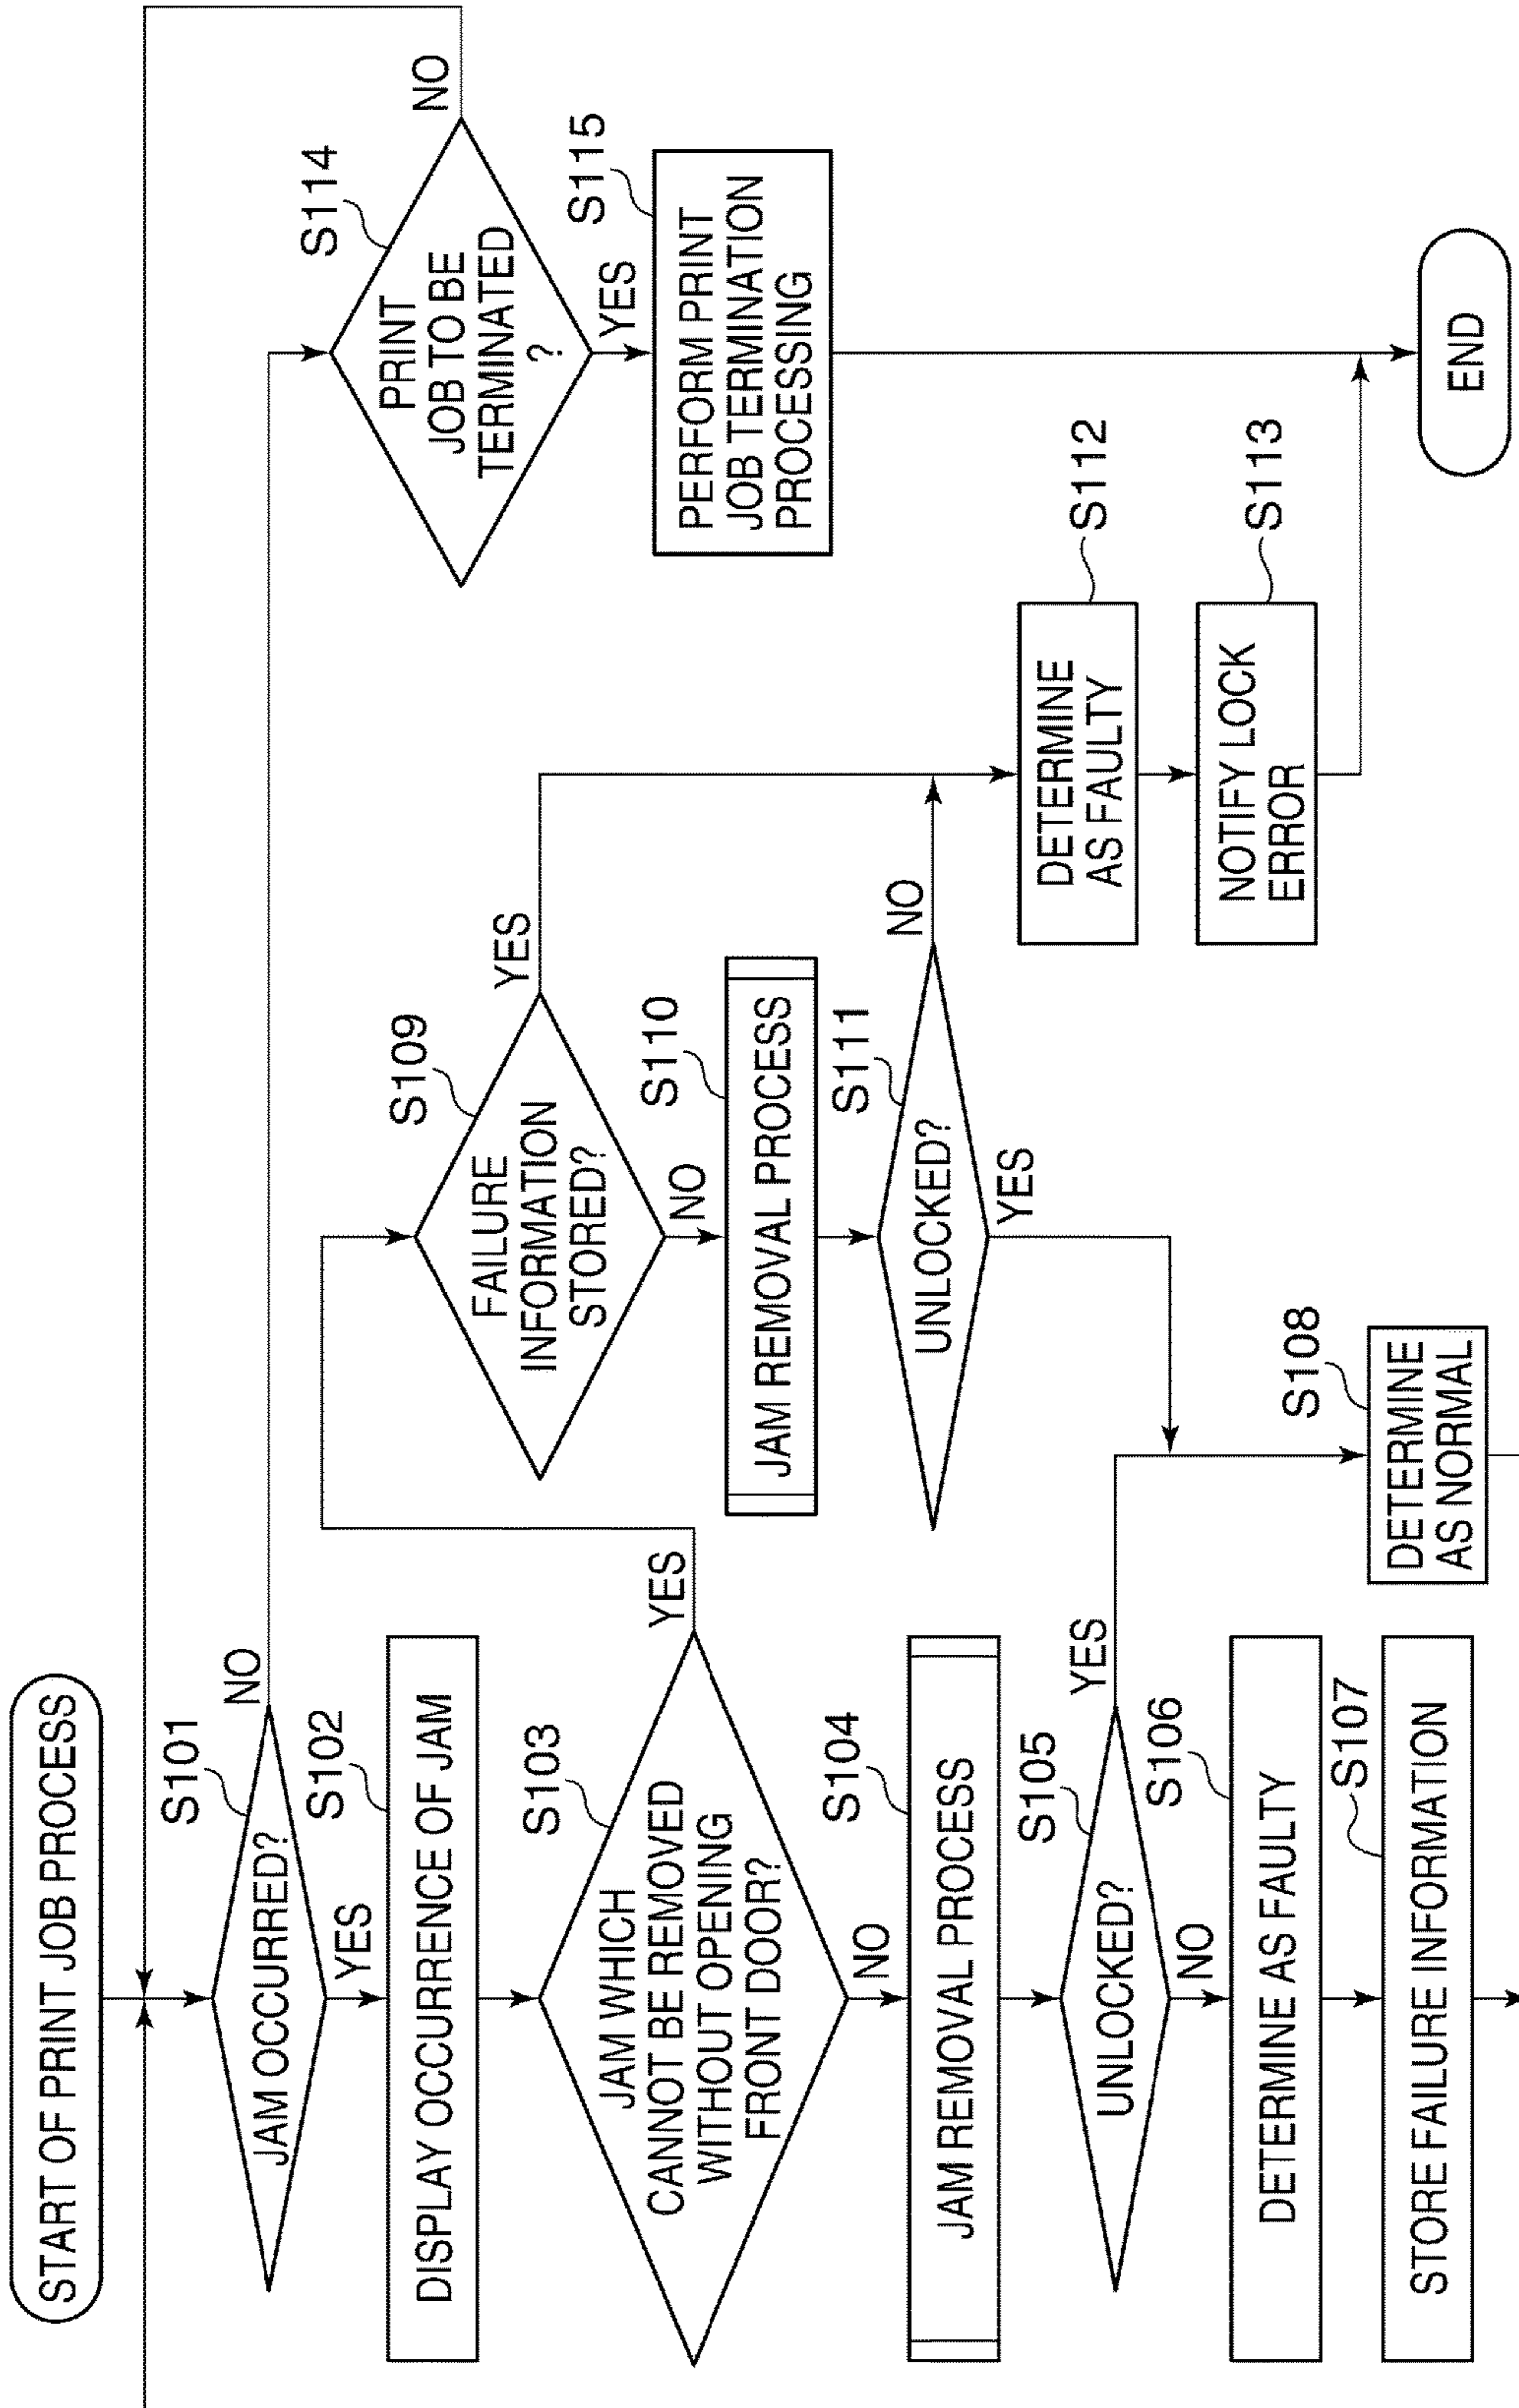 START OF PRINT JOB PROCESS
S101
JAM OCCURRED?
NO
YES
S102
DISPLAY OCCURRENCE OF JAM
S103
JAM WHICH
CANNOT BE REMOVED
WITHOUT OPENING
FRONT DOOR?
YES
NO
S104
JAM REMOVAL PROCESS
S105
UNLOCKED?
YES
NO
S106
DETERMINE AS FAULTY
S107
STORE FAILURE INFORMATION
S108
DETERMINE
AS NORMAL
S109
FAILURE
INFORMATION
STORED?
YES
NO
S110
JAM REMOVAL PROCESS
S111
UNLOCKED?
NO
YES
S112
DETERMINE
AS FAULTY
S113
NOTIFY LOCK
ERROR
S114
PRINT
JOB TO BE
TERMINATED
?
NO
YES
S115
PERFORM PRINT
JOB TERMINATION
PROCESSING
END